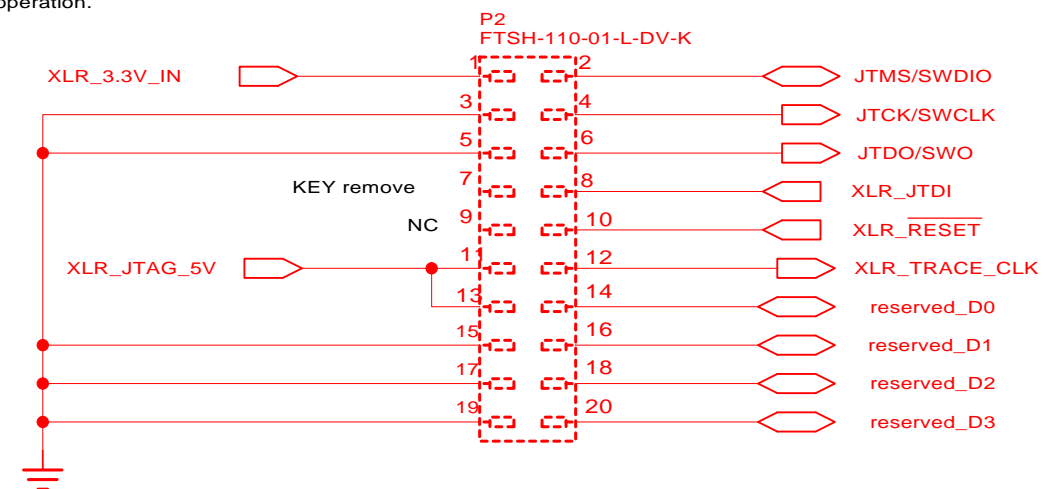 operation.
P2
FTSH-110-01-L-DV-K
XLR_3.3V_IN 1 2 JTMS/SWDIO
3 4 JTCK/SWCLK
5 6 JTDO/SWO
KEY remove 7 8 XLR_JTDI
NC 9 10 XLR_RESET
XLR_JTAG_5V 11 12 XLR_TRACE_CLK
13 14 reserved_D0
15 16 reserved_D1
17 18 reserved_D2
19 20 reserved_D3